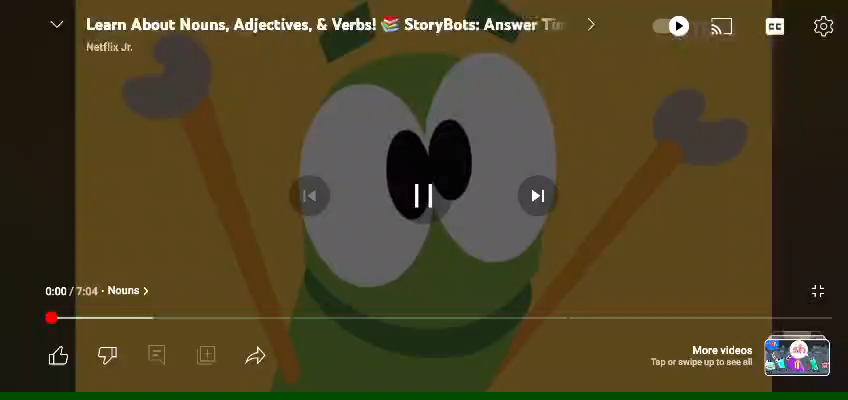 Learn About Nouns, Adjectives, & Verbs! 📚 StoryBots: Answer
Netflix Jr.
CC
0:00 / 7:04 · Nouns >
More videos
Tap or swipe up to see all